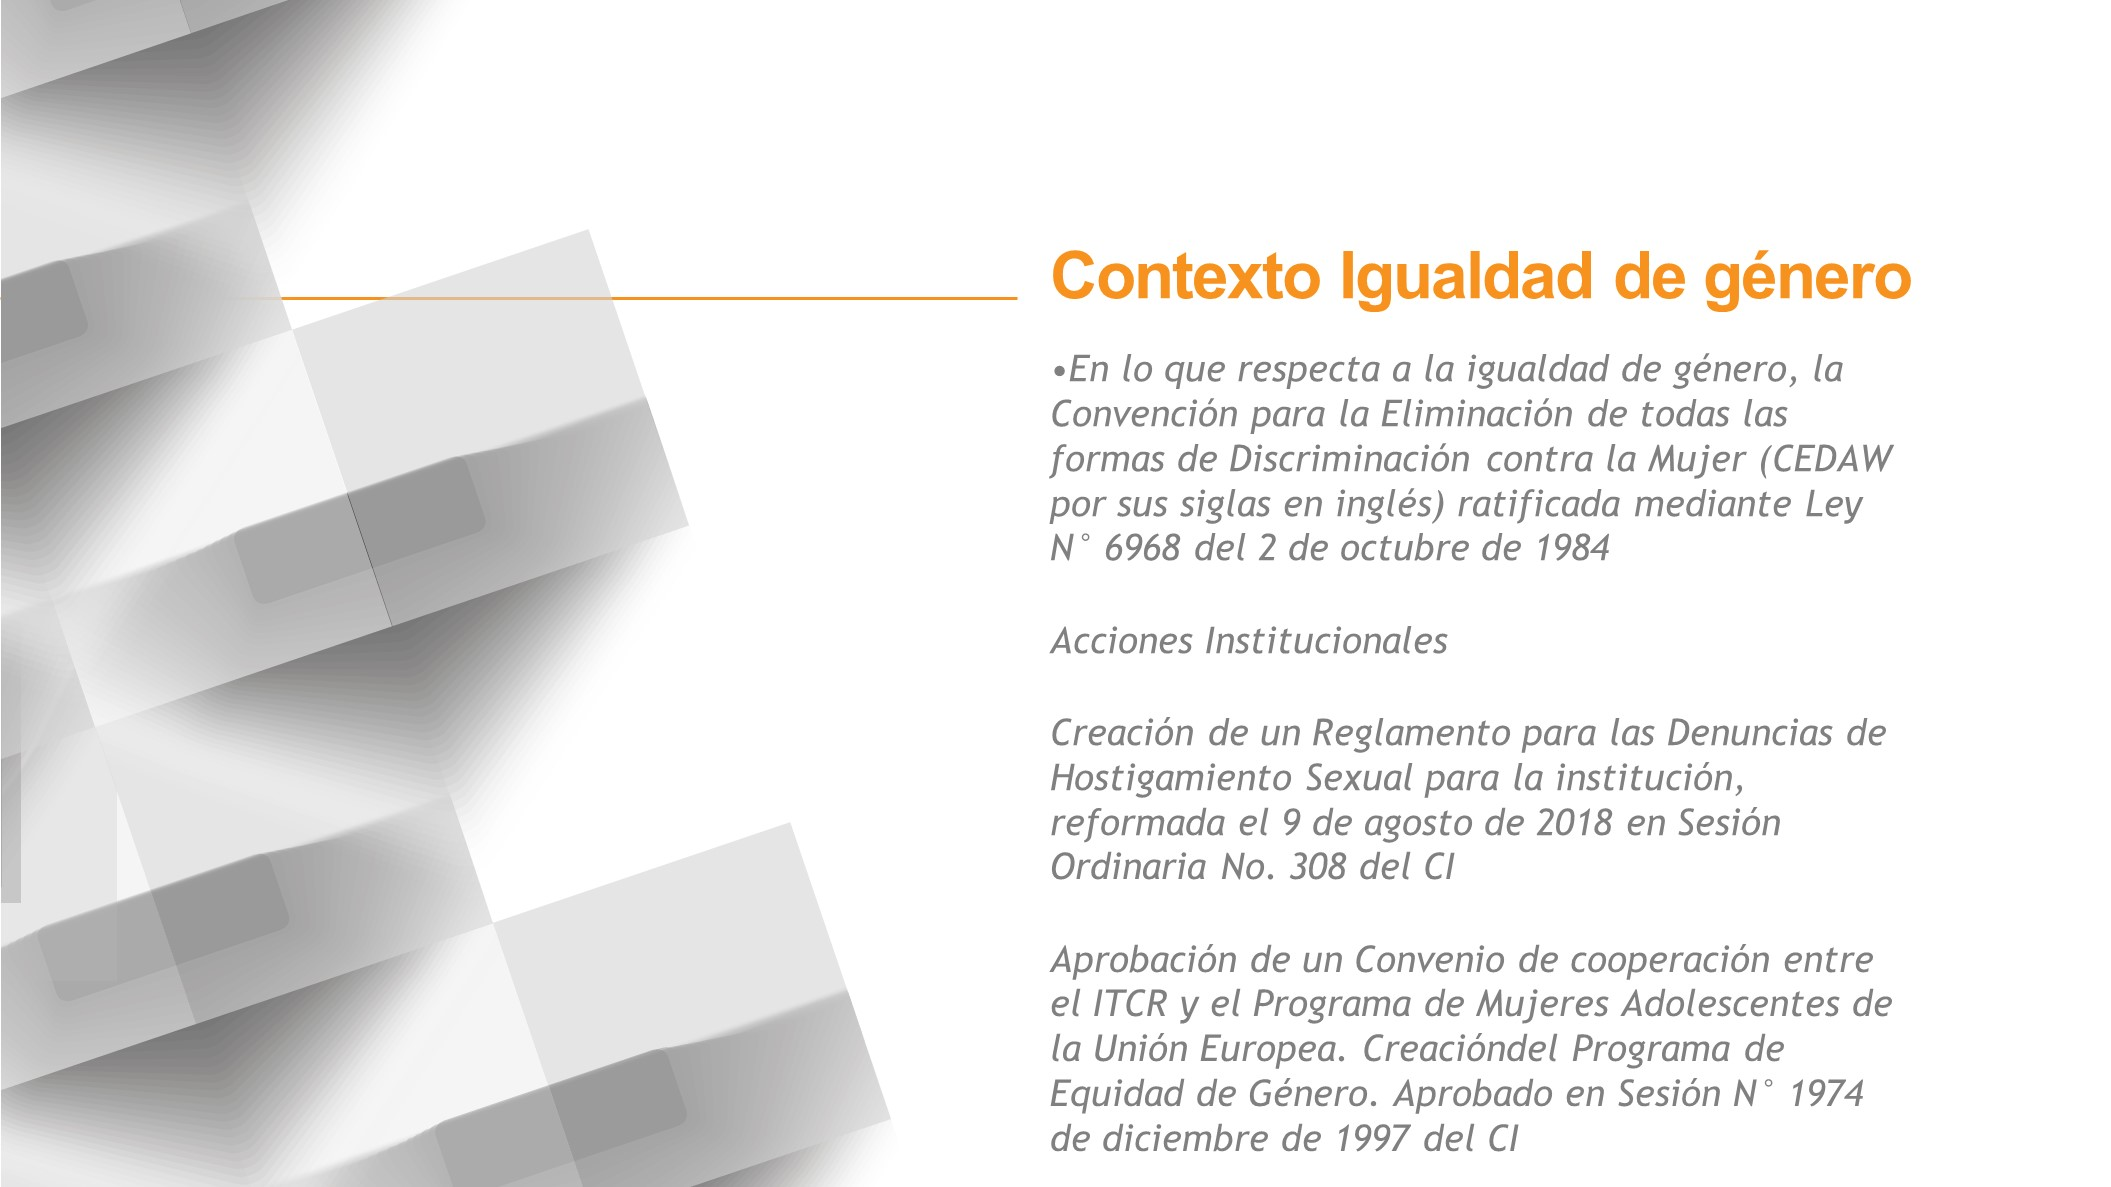 Contexto Igualdad de género
•En lo que respecta a la igualdad de género, la
Convención para la Eliminación de todas las
formas de Discriminación contra la Mujer (CEDAW
por sus siglas en inglés) ratificada mediante Ley
N° 6968 del 2 de octubre de 1984
Acciones Institucionales
Creación de un Reglamento para las Denuncias de
Hostigamiento Sexual para la institución,
reformada el 9 de agosto de 2018 en Sesión
Ordinaria No. 308 del CI
Aprobación de un Convenio de cooperación entre
el ITCR y el Programa de Mujeres Adolescentes de
la Unión Europea. Creacióndel Programa de
Equidad de Género. Aprobado en Sesión N° 1974
de diciembre de 1997 del CI